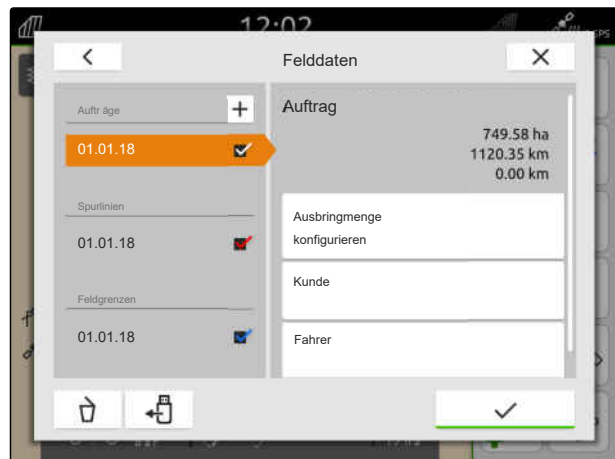 12:02
GPS
Felddaten
Aufträge
01.01.18
Spurlinien
01.01.18
Feldgrenzen
01.01.18
Auftrag
749.58 ha
1120.35 km
0.00 km
Ausbringmenge
konfigurieren
Kunde
Fahrer